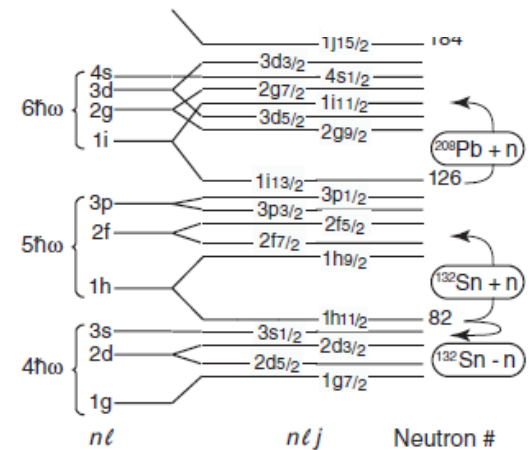 1j15/2 184
3d3/2
4s 4s1/2
3d 2g7/2
6ℏω 2g 1i11/2
3d5/2
1i 2g9/2
²⁰⁸Pb + n
1i13/2 126
3p 3p1/2
3p3/2
5ℏω 2f 2f5/2
2f7/2
1h9/2
1h ¹³²Sn + n
1h11/2 82
3s 3s1/2
2d 2d3/2
4ℏω 2d5/2 ¹³²Sn - n
1g7/2
1g
nℓ nℓj Neutron #